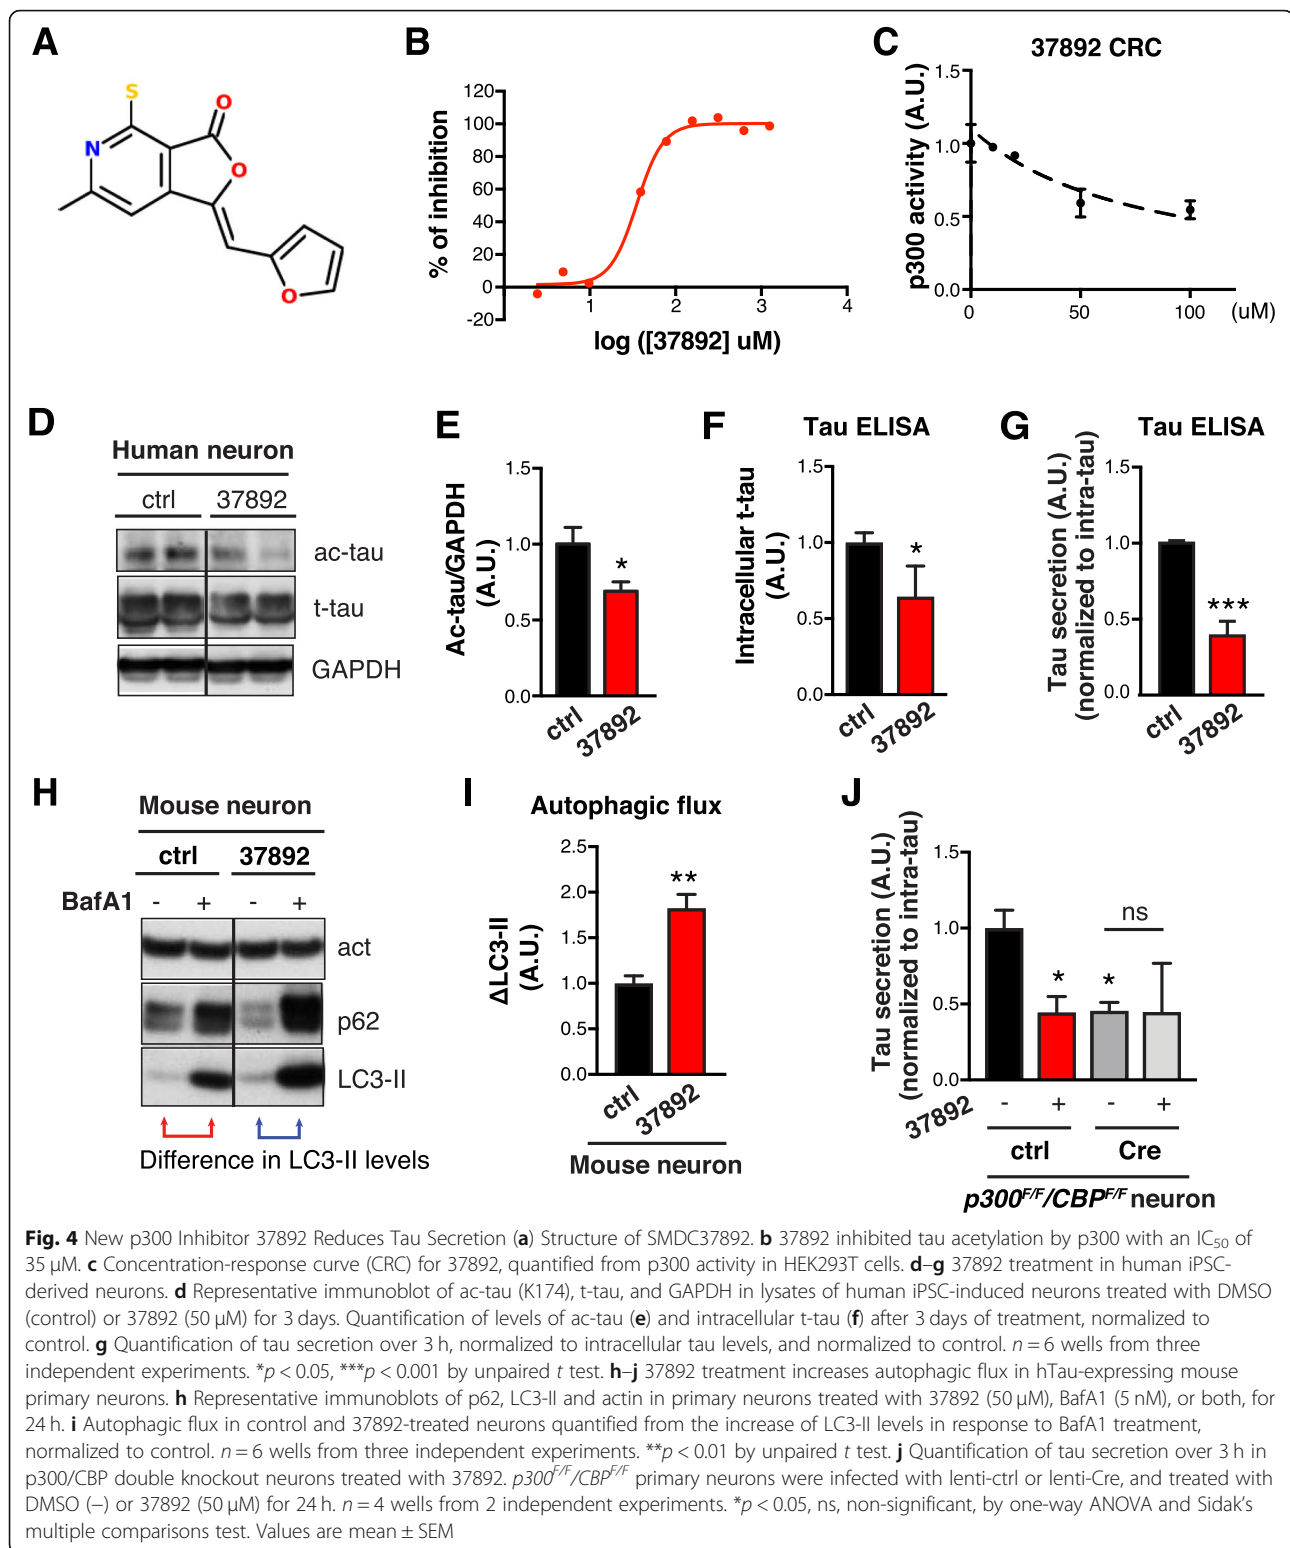 A
S
O
N
O
O
B
120
100
80
60
40
20
0
-20
1
2
3
4
% of inhibition
log ([37892] uM)
C
37892 CRC
p300 activity (A.U.)
1.5
1.0
0.5
0.0
0
50
100
(uM)
D
Human neuron
ctrl
37892
ac-tau
t-tau
GAPDH
E
Ac-tau/GAPDH
(A.U.)
1.5
1.0
0.5
0.0
*
ctrl
37892
F
Tau ELISA
Intracellular t-tau
(A.U.)
1.5
1.0
0.5
0.0
*
ctrl
37892
G
Tau ELISA
Tau secretion (A.U.)
(normalized to intra-tau)
1.5
1.0
0.5
0.0
***
ctrl
37892
H
Mouse neuron
ctrl
37892
BafA1
- + - +
act
p62
LC3-II
Difference in LC3-II levels
I
Autophagic flux
ΔLC3-II
(A.U.)
2.5
2.0
1.5
1.0
0.5
0.0
**
ctrl
37892
Mouse neuron
J
Tau secretion (A.U.)
(normalized to intra-tau)
1.5
1.0
0.5
0.0
*
*
ns
37892
- + - +
ctrl
Cre
p300F/F/CBPF/F neuron
Fig. 4 New p300 Inhibitor 37892 Reduces Tau Secretion (a) Structure of SMDC37892. b 37892 inhibited tau acetylation by p300 with an IC50 of
35 μM. c Concentration-response curve (CRC) for 37892, quantified from p300 activity in HEK293T cells. d–g 37892 treatment in human iPSC-
derived neurons. d Representative immunoblot of ac-tau (K174), t-tau, and GAPDH in lysates of human iPSC-induced neurons treated with DMSO
(control) or 37892 (50 μM) for 3 days. Quantification of levels of ac-tau (e) and intracellular t-tau (f) after 3 days of treatment, normalized to
control. g Quantification of tau secretion over 3 h, normalized to intracellular tau levels, and normalized to control. n = 6 wells from three
independent experiments. *p < 0.05, ***p < 0.001 by unpaired t test. h–j 37892 treatment increases autophagic flux in hTau-expressing mouse
primary neurons. h Representative immunoblots of p62, LC3-II and actin in primary neurons treated with 37892 (50 μM), BafA1 (5 nM), or both, for
24 h. i Autophagic flux in control and 37892-treated neurons quantified from the increase of LC3-II levels in response to BafA1 treatment,
normalized to control. n = 6 wells from three independent experiments. **p < 0.01 by unpaired t test. j Quantification of tau secretion over 3 h in
p300/CBP double knockout neurons treated with 37892. p300F/F/CBPF/F primary neurons were infected with lenti-ctrl or lenti-Cre, and treated with
DMSO (−) or 37892 (50 μM) for 24 h. n = 4 wells from 2 independent experiments. *p < 0.05, ns, non-significant, by one-way ANOVA and Sidak's
multiple comparisons test. Values are mean ± SEM